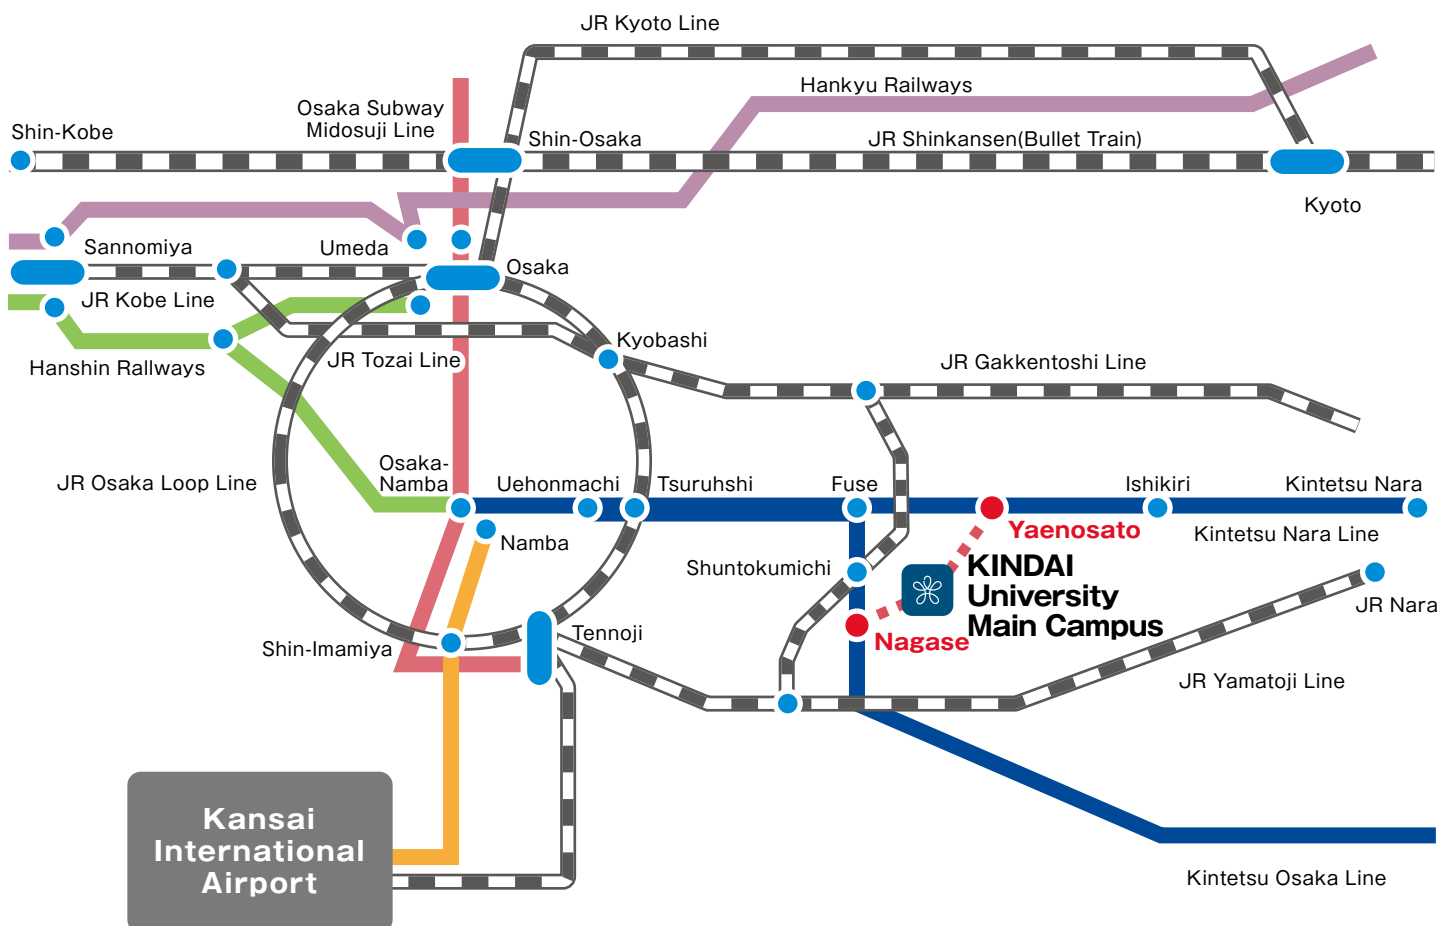 JR Kyoto Line
Hankyu Railways
Osaka Subway
Midosuji Line
Shin-Kobe
Shin-Osaka
JR Shinkansen(Bullet Train)
Kyoto
Sannomiya
Umeda
Osaka
JR Kobe Line
Kyobashi
JR Tozai Line
Hanshin Rallways
JR Gakkentoshi Line
Osaka-
Namba
JR Osaka Loop Line
Uehonmachi
Tsuruhshi
Fuse
Ishikiri
Kintetsu Nara
Yaenosato
Kintetsu Nara Line
Namba
Shuntokumichi
KINDAI
University
Main Campus
JR Nara
Tennoji
Nagase
Shin-Imamiya
JR Yamatoji Line
Kansai
International
Airport
Kintetsu Osaka Line